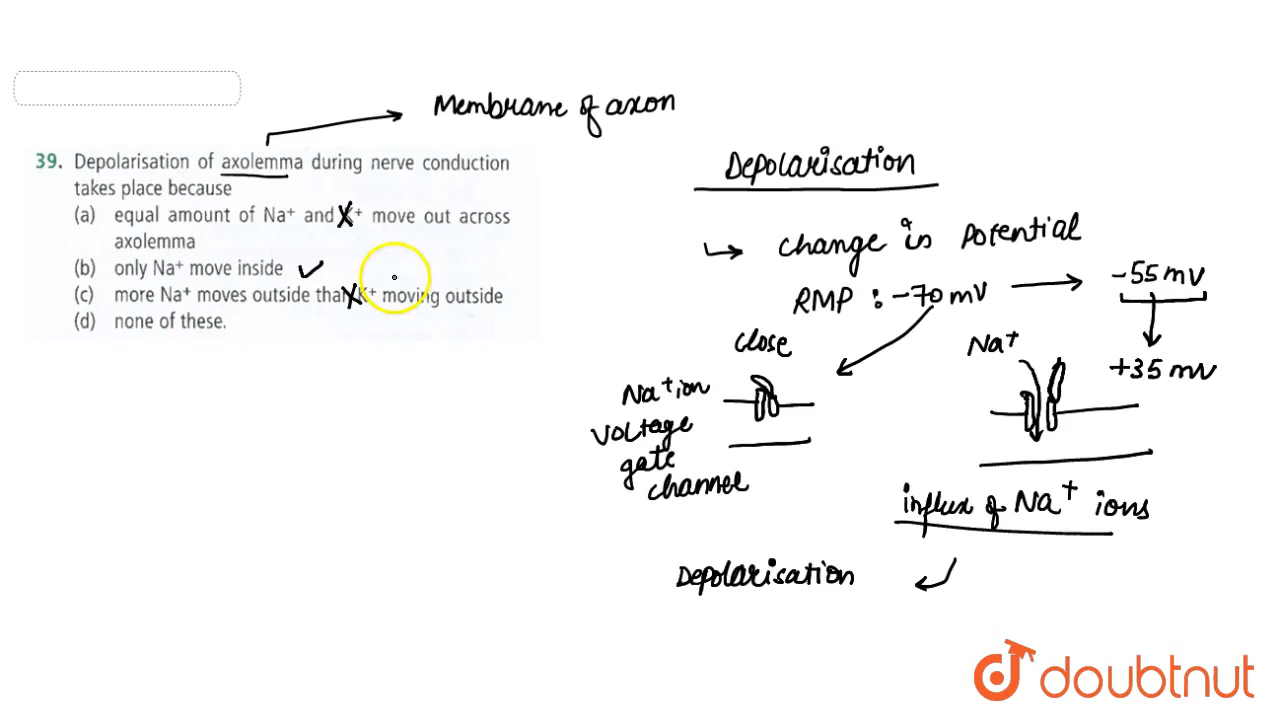 Membrane of axon
39. Depolarisation of axolemma during nerve conduction
takes place because
(a) equal amount of Na⁺ and K⁺ move out across
axolemma
(b) only Na⁺ move inside
(c) more Na⁺ moves outside than K⁺ moving outside
(d) none of these.
Depolarisation
change in potential
RMP : -70 mV
-55 mV
+35 mV
close
Na⁺ ion
voltage
gate
channel
Na⁺
influx of Na⁺ ions
Depolarisation
doubtnut